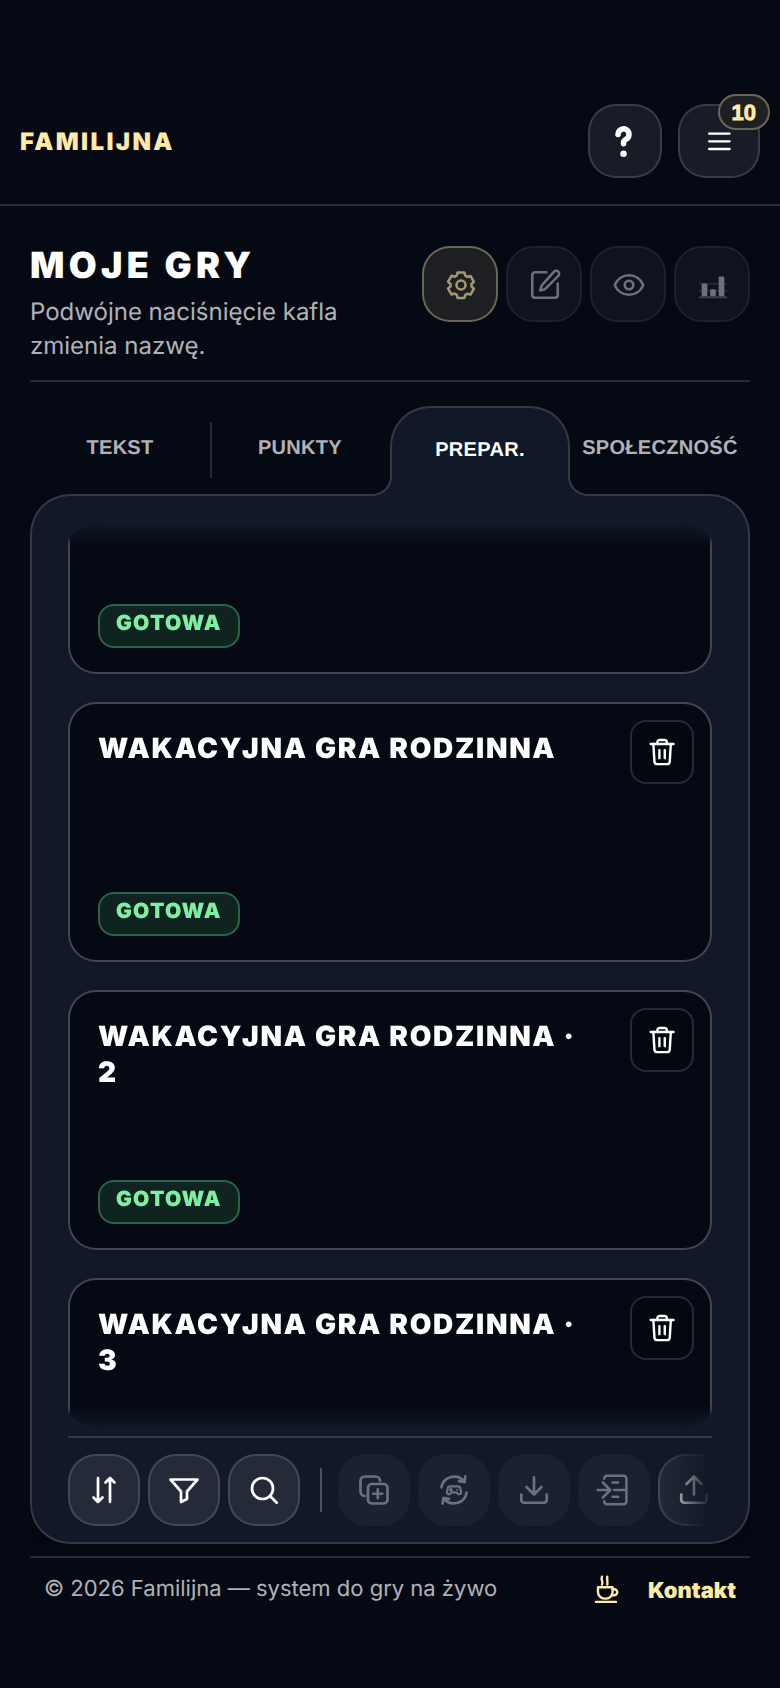 FAMILIJNA
?
10
MOJE GRY
Podwójne naciśnięcie kafla
zmienia nazwę.
TEKST
PUNKTY
PREPAR.
SPOŁECZNOŚĆ
GOTOWA
WAKACYJNA GRA RODZINNA
GOTOWA
WAKACYJNA GRA RODZINNA ·
2
GOTOWA
WAKACYJNA GRA RODZINNA ·
3
© 2026 Familijna — system do gry na żywo
Kontakt